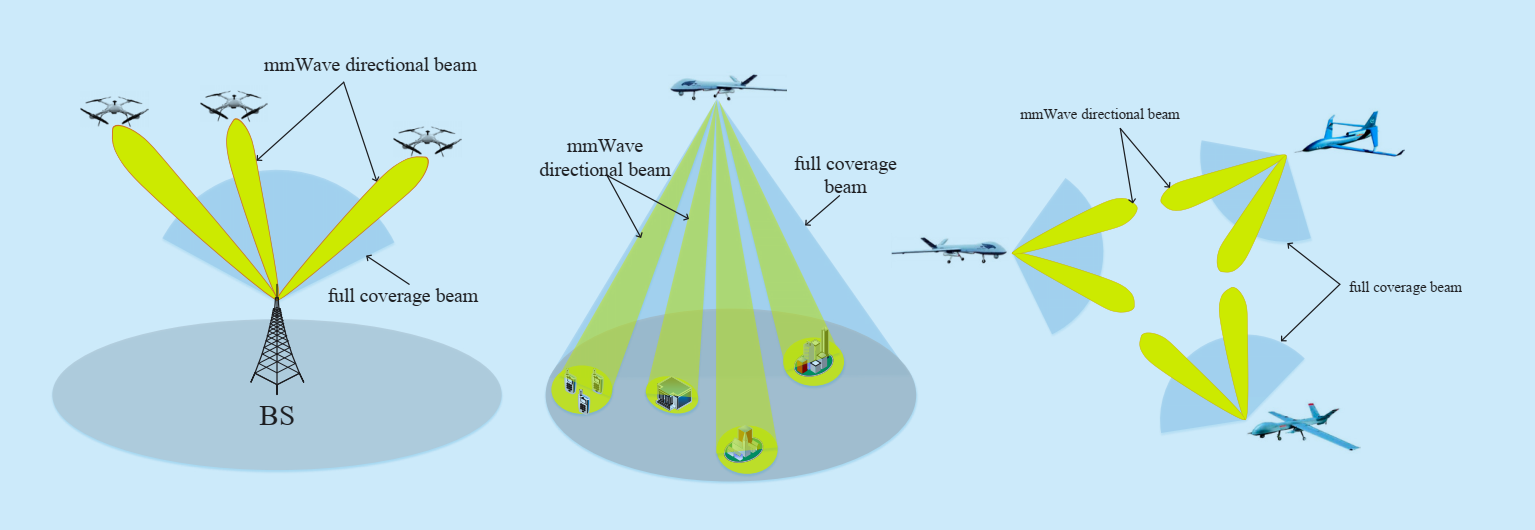 mmWave directional beam
full coverage beam
BS
mmWave
directional beam
full coverage
beam
mmWave directional beam
full coverage beam